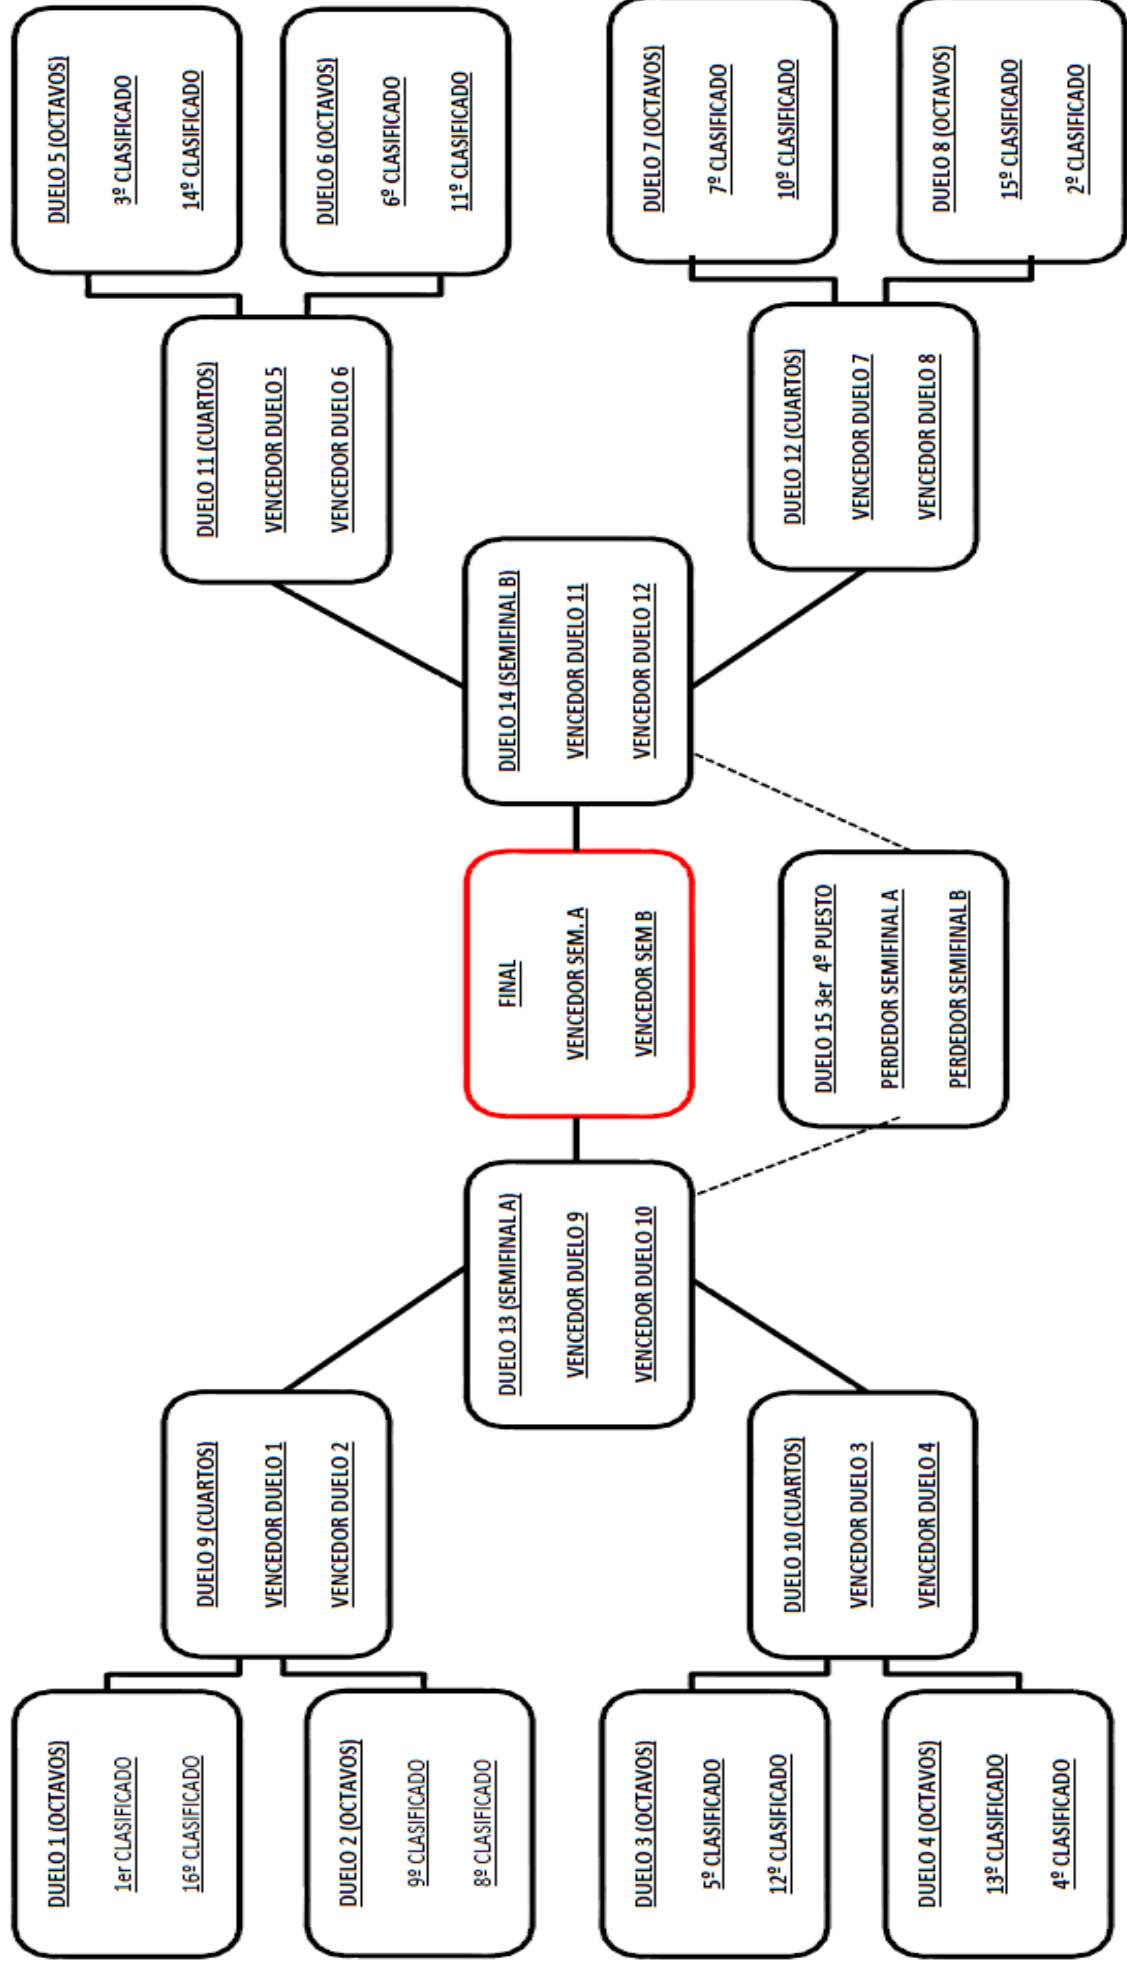 DUELO 1 (OCTAVOS)
1er CLASIFICADO
16º CLASIFICADO
DUELO 2 (OCTAVOS)
9º CLASIFICADO
8º CLASIFICADO
DUELO 3 (OCTAVOS)
5º CLASIFICADO
12º CLASIFICADO
DUELO 4 (OCTAVOS)
13º CLASIFICADO
4º CLASIFICADO
DUELO 9 (CUARTOS)
VENCEDOR DUELO 1
VENCEDOR DUELO 2
DUELO 10 (CUARTOS)
VENCEDOR DUELO 3
VENCEDOR DUELO 4
DUELO 13 (SEMIFINAL A)
VENCEDOR DUELO 9
VENCEDOR DUELO 10
FINAL
VENCEDOR SEM. A
VENCEDOR SEM B
DUELO 15 3er 4º PUESTO
PERDEDOR SEMIFINAL A
PERDEDOR SEMIFINAL B
DUELO 14 (SEMIFINAL B)
VENCEDOR DUELO 11
VENCEDOR DUELO 12
DUELO 11 (CUARTOS)
VENCEDOR DUELO 5
VENCEDOR DUELO 6
DUELO 12 (CUARTOS)
VENCEDOR DUELO 7
VENCEDOR DUELO 8
DUELO 5 (OCTAVOS)
3º CLASIFICADO
14º CLASIFICADO
DUELO 6 (OCTAVOS)
6º CLASIFICADO
11º CLASIFICADO
DUELO 7 (OCTAVOS)
7º CLASIFICADO
10º CLASIFICADO
DUELO 8 (OCTAVOS)
15º CLASIFICADO
2º CLASIFICADO